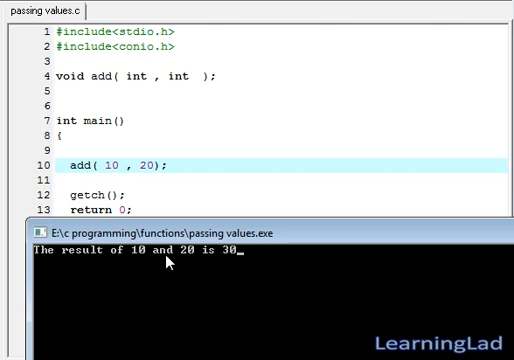 passing values.c
1 #include<stdio.h>
2 #include<conio.h>
3
4 void add( int , int  );
5
6
7 int main()
8 {
9
10 add( 10 , 20);
11
12 getch();
13 return 0;
E:\c programming\functions\passing values.exe
The result of 10 and 20 is 30_
LearningLad